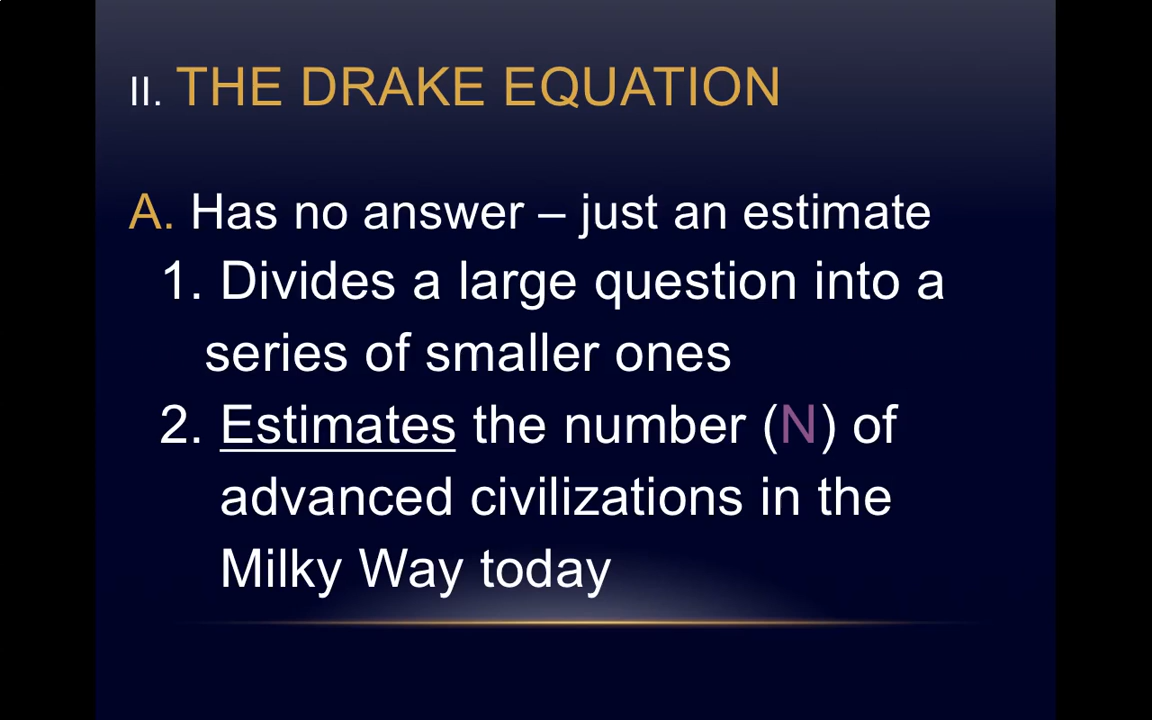 II. THE DRAKE EQUATION
A. Has no answer – just an estimate
1. Divides a large question into a
series of smaller ones
2. Estimates the number (N) of
advanced civilizations in the
Milky Way today